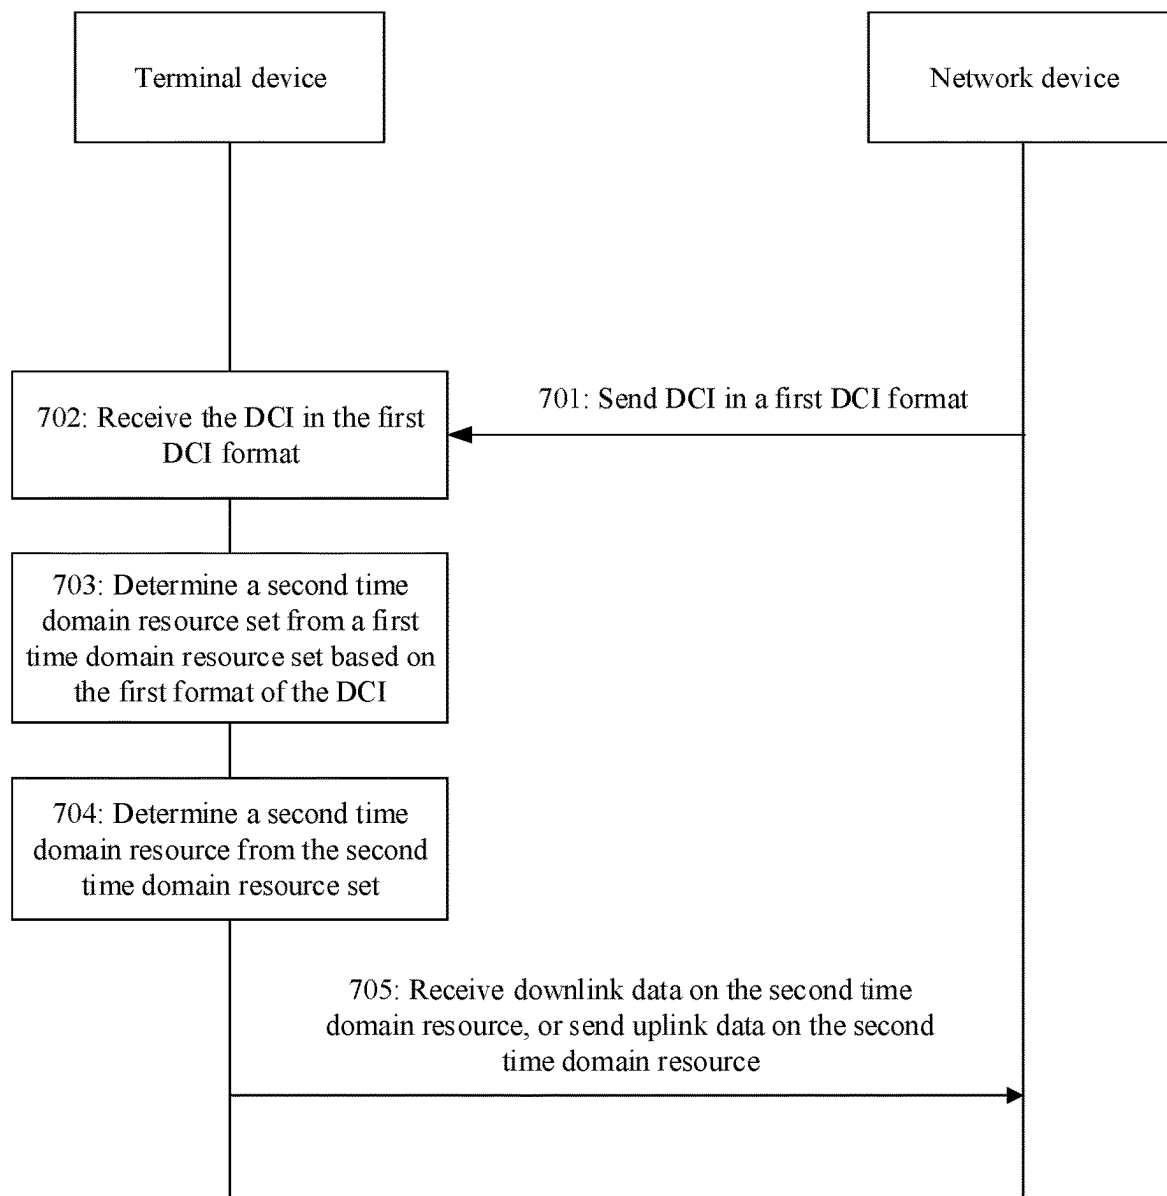 Terminal device
Network device
701: Send DCI in a first DCI format
702: Receive the DCI in the first
DCI format
703: Determine a second time
domain resource set from a first
time domain resource set based on
the first format of the DCI
704: Determine a second time
domain resource from the second
time domain resource set
705: Receive downlink data on the second time
domain resource, or send uplink data on the second
time domain resource